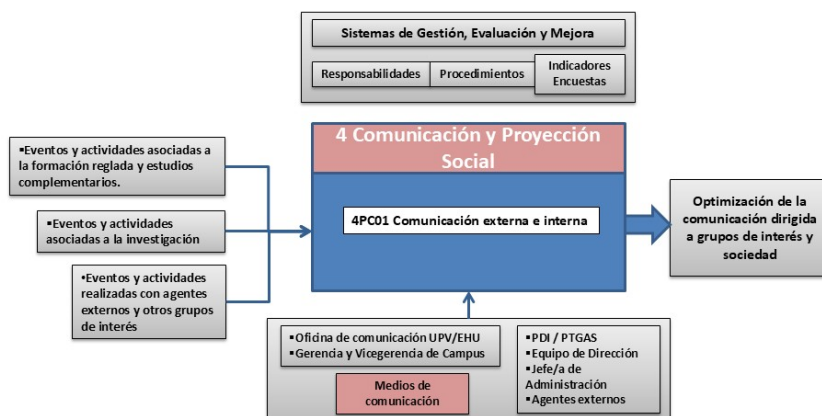 Sistemas de Gestión, Evaluación y Mejora
Responsabilidades
Procedimientos
Indicadores
Encuestas
▪Eventos y actividades asociadas a
la formación reglada y estudios
complementarios.
▪Eventos y actividades
asociadas a la investigación
▪Eventos y actividades
realizadas con agentes
externos y otros grupos
de interés
4 Comunicación y Proyección
Social
4PC01 Comunicación externa e interna
Optimización de la
comunicación dirigida
a grupos de interés y
sociedad
▪Oficina de comunicación UPV/EHU
▪Gerencia y Vicegerencia de Campus
Medios de
comunicación
▪PDI / PTGAS
▪Equipo de Dirección
▪Jefe/a de
Administración
▪Agentes externos